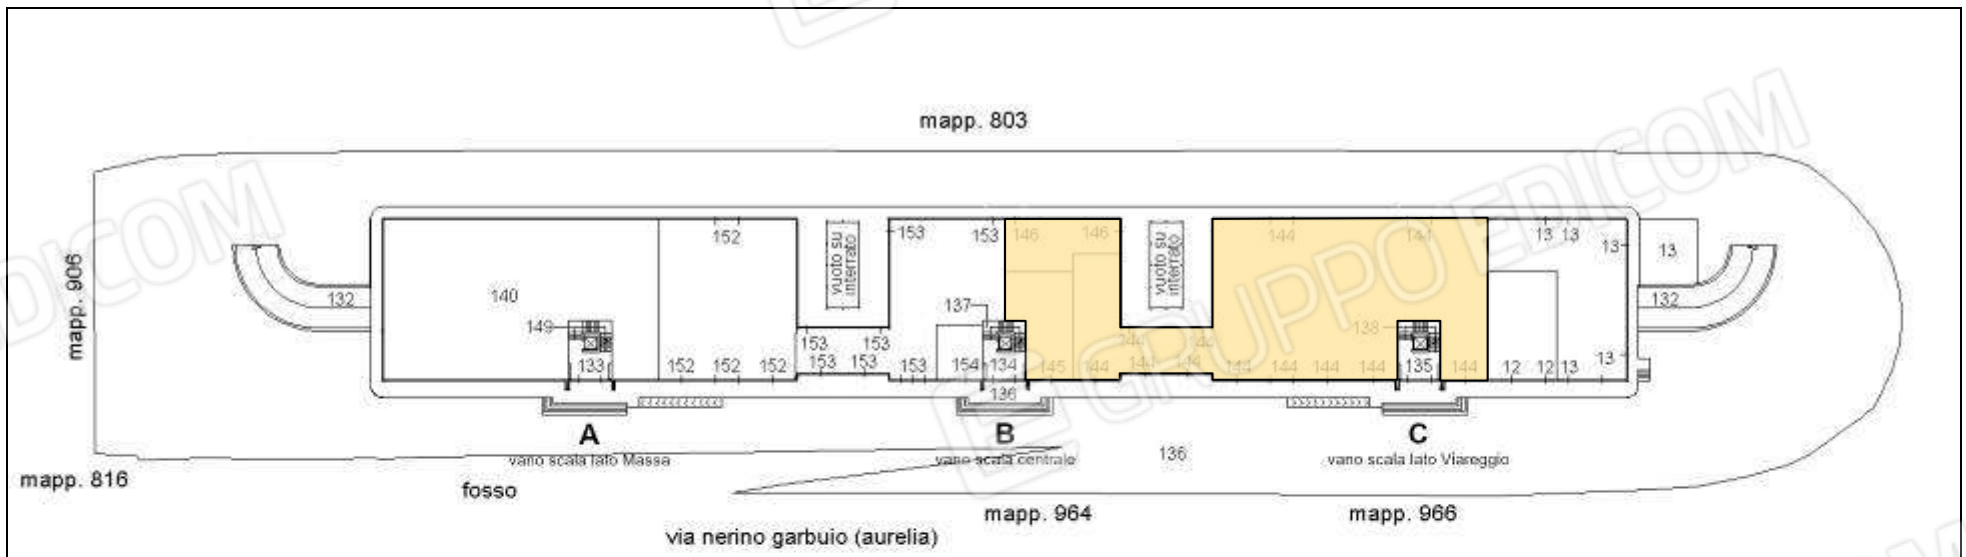 mapp. 803
152
153
153
146
146
144
144
13
13
13
13
vuoto su
interrato
vuoto su
interrato
mapp. 906
132
140
137
132
149
138
153
153
144
44
153
153
144
144
13
133
152
152
152
153
154
134
145
144
144
144
144
144
135
144
12
12
13
136
A
B
C
vano scala lato Massa
vano scala centrale
136
vano scala lato Viareggio
mapp. 816
fosso
mapp. 964
mapp. 966
via nerino garbuio (aurelia)
EDICOM
GRUPPO EDICOM